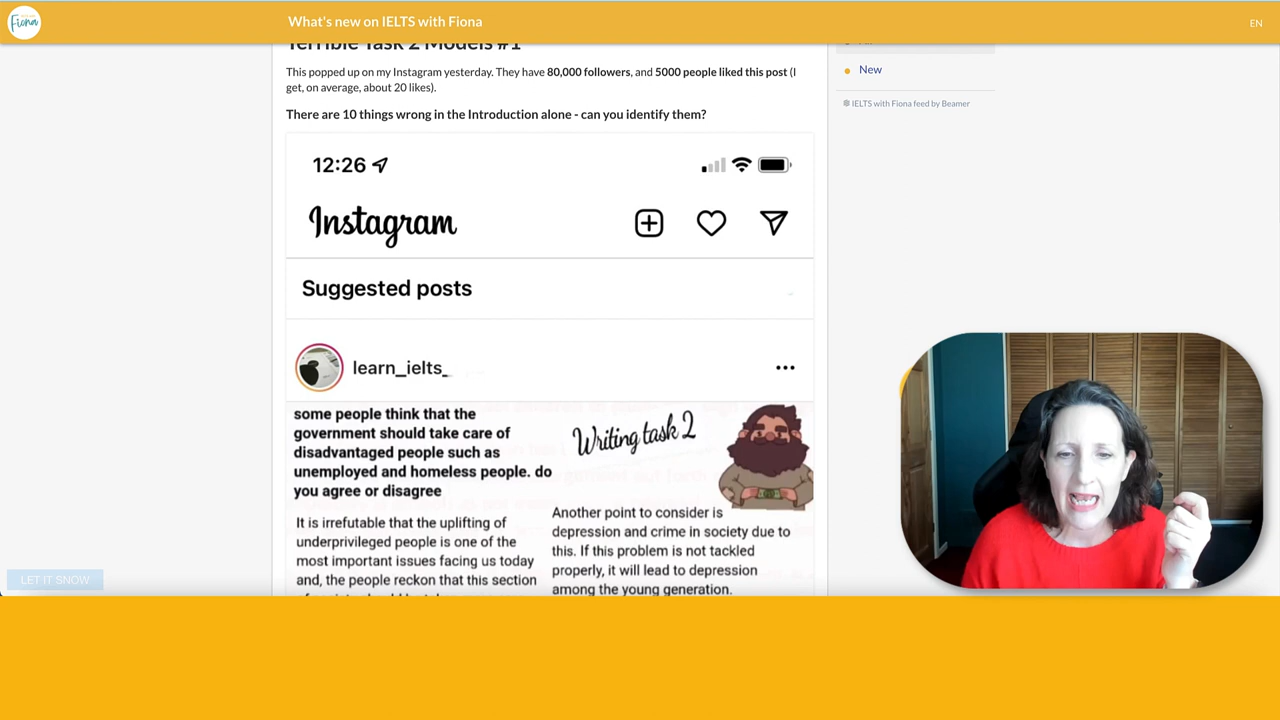 Fiona
What's new on IELTS with Fiona
EN
Terrible Task 2 Models #1
This popped up on my Instagram yesterday. They have 80,000 followers, and 5000 people liked this post (I
get, on average, about 20 likes).
There are 10 things wrong in the Introduction alone - can you identify them?
New
IELTS with Fiona feed by Beamer
12:26
Instagram
Suggested posts
learn_ielts_
some people think that the
government should take care of
disadvantaged people such as
unemployed and homeless people. do
you agree or disagree
Writing task 2
It is irrefutable that the uplifting of
underprivileged people is one of the
most important issues facing us today
and, the people reckon that this section
Another point to consider is
depression and crime in society due to
this. If this problem is not tackled
properly, it will lead to depression
among the young generation.
LET IT SNOW